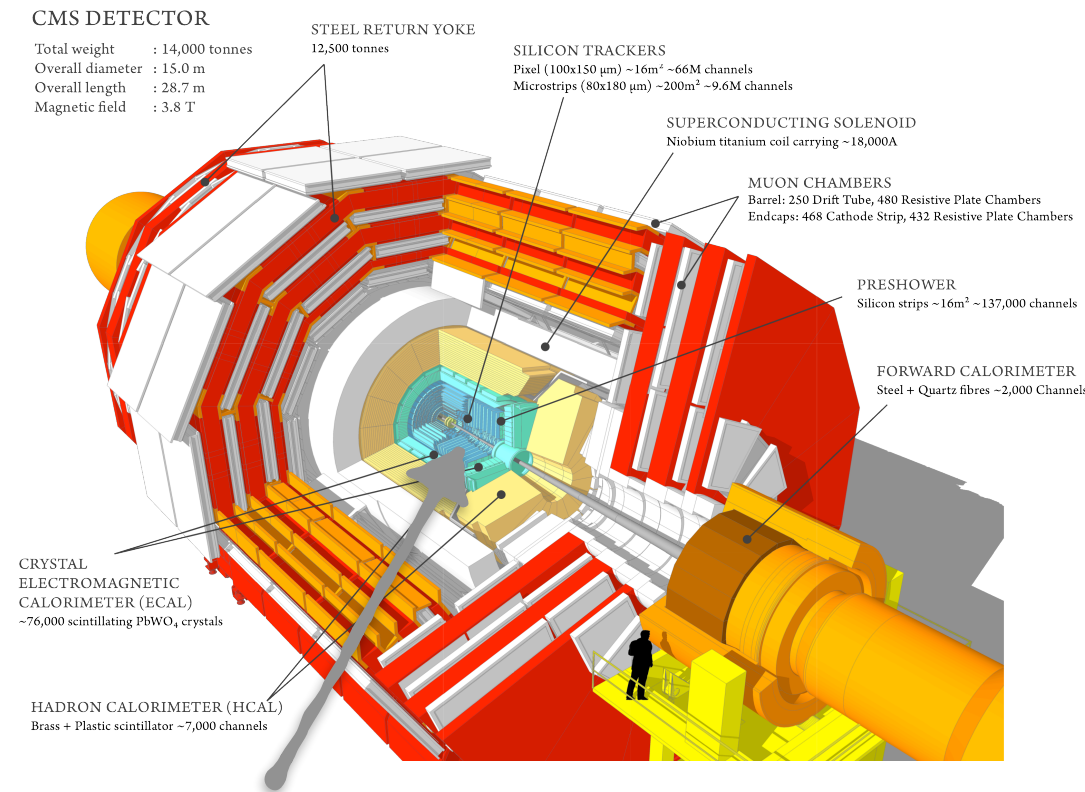 CMS DETECTOR
Total weight : 14,000 tonnes
Overall diameter : 15.0 m
Overall length : 28.7 m
Magnetic field : 3.8 T
STEEL RETURN YOKE
12,500 tonnes
SILICON TRACKERS
Pixel (100x150 μm) ~16m² ~66M channels
Microstrips (80x180 μm) ~200m² ~9.6M channels
SUPERCONDUCTING SOLENOID
Niobium titanium coil carrying ~18,000A
MUON CHAMBERS
Barrel: 250 Drift Tube, 480 Resistive Plate Chambers
Endcaps: 468 Cathode Strip, 432 Resistive Plate Chambers
PRESHOWER
Silicon strips ~16m² ~137,000 channels
FORWARD CALORIMETER
Steel + Quartz fibres ~2,000 Channels
CRYSTAL
ELECTROMAGNETIC
CALORIMETER (ECAL)
~76,000 scintillating PbWO₄ crystals
HADRON CALORIMETER (HCAL)
Brass + Plastic scintillator ~7,000 channels